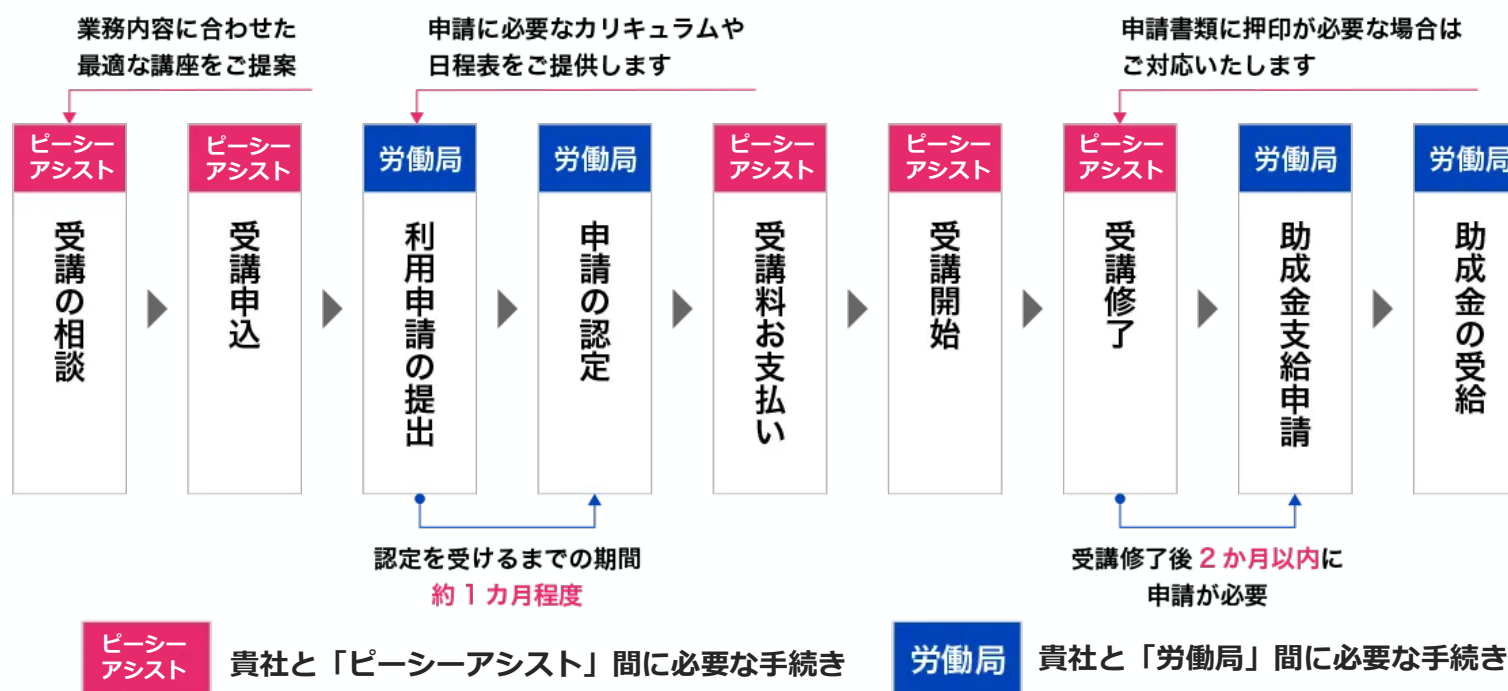 業務内容に合わせた
最適な講座をご提案
申請に必要なカリキュラムや
日程表をご提供します
申請書類に押印が必要な場合は
ご対応いたします
ピーシー
アシスト
受講の相談
ピーシー
アシスト
受講申込
労働局
利用申請の提出
労働局
申請の認定
ピーシー
アシスト
受講料お支払い
ピーシー
アシスト
受講開始
ピーシー
アシスト
受講修了
労働局
助成金支給申請
労働局
助成金の受給
認定を受けるまでの期間
約1カ月程度
受講修了後2か月以内に
申請が必要
ピーシー
アシスト
貴社と「ピーシーアシスト」間に必要な手続き
労働局
貴社と「労働局」間に必要な手続き